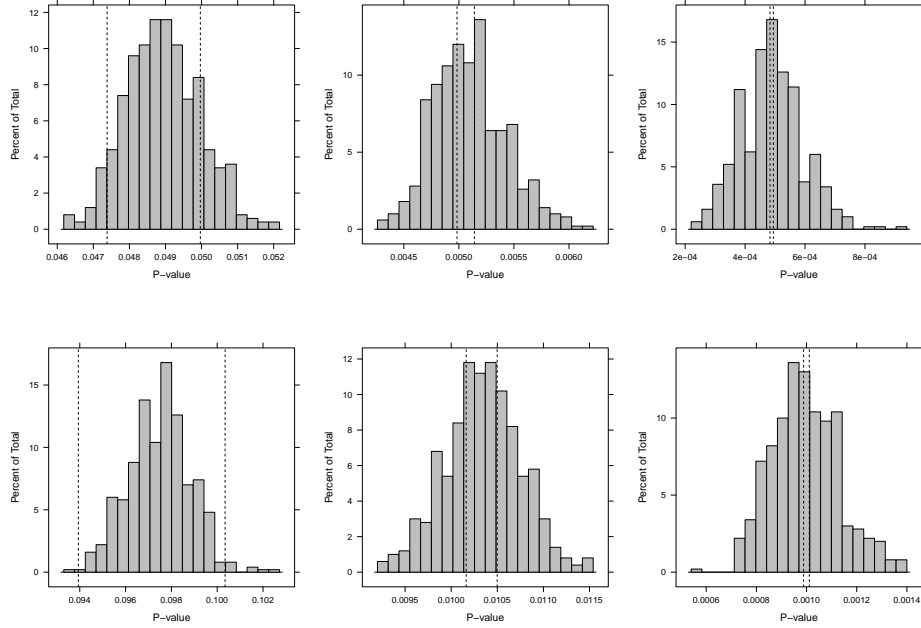 Percent of Total
12
10
8
6
4
2
0
0.046 0.047 0.048 0.049 0.050 0.051 0.052
P−value
Percent of Total
10
5
0
0.0045 0.0050 0.0055 0.0060
P−value
Percent of Total
15
10
5
0
2e−04 4e−04 6e−04 8e−04
P−value
Percent of Total
15
10
5
0
0.094 0.096 0.098 0.100 0.102
P−value
Percent of Total
12
10
8
6
4
2
0
0.0095 0.0100 0.0105 0.0110 0.0115
P−value
Percent of Total
10
5
0
0.0006 0.0008 0.0010 0.0012 0.0014
P−value